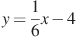 y = 1/6 x − 4